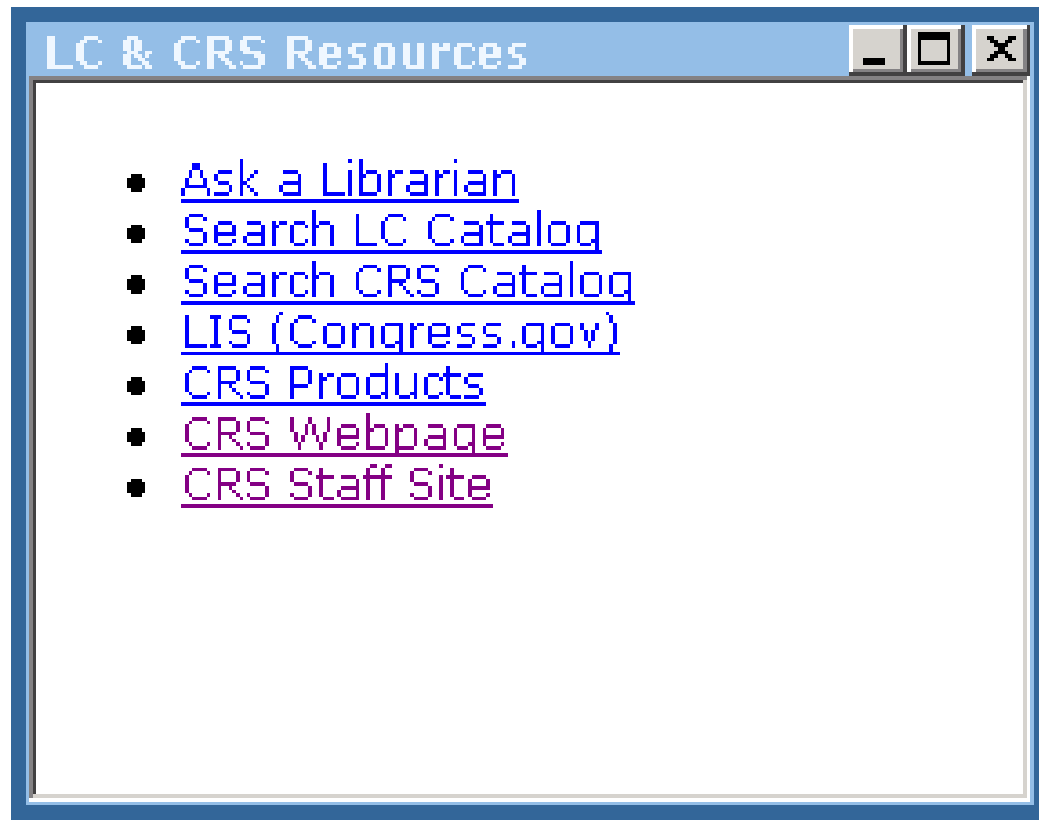 LC & CRS Resources
Ask a Librarian
Search LC Catalog
Search CRS Catalog
LIS (Congress.gov)
CRS Products
CRS Webpage
CRS Staff Site